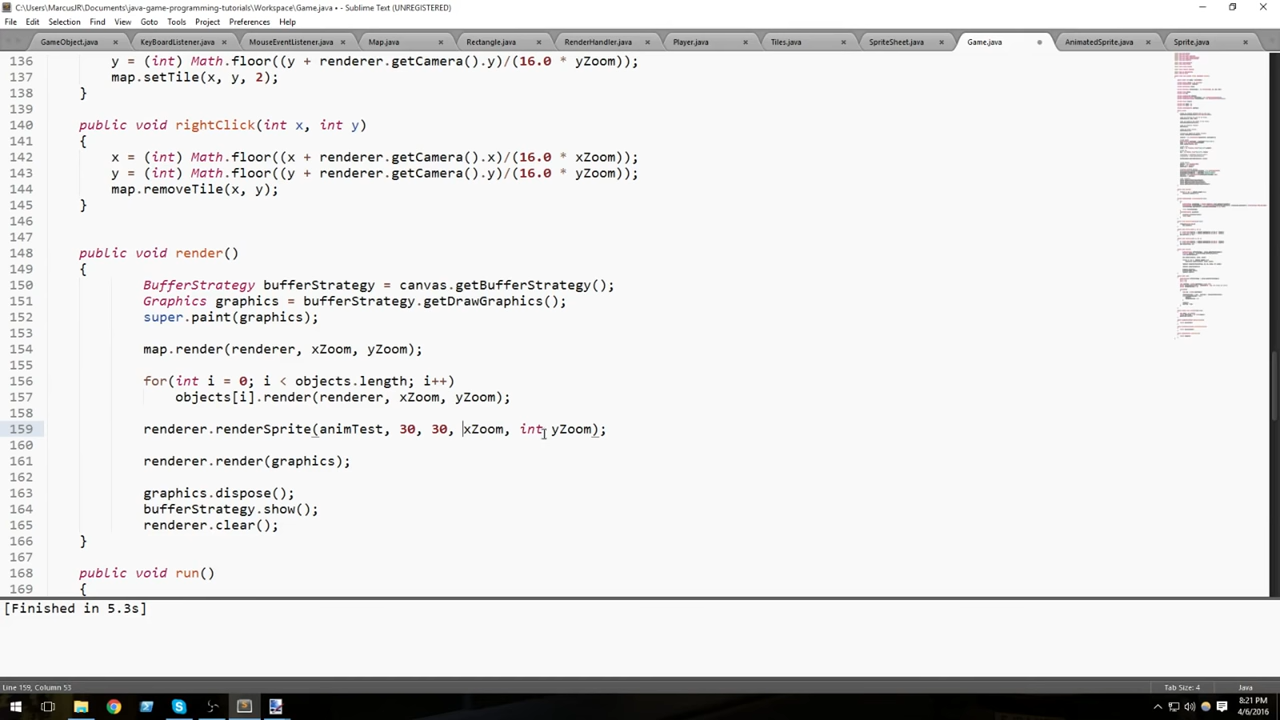 C:\Users\MarcusJR\Documents\java-game-programming-tutorials\Workspace\Game.java • - Sublime Text (UNREGISTERED)
File Edit Selection Find View Goto Tools Project Preferences Help
GameObject.java KeyBoardListener.java MouseEventListener.java Map.java Rectangle.java RenderHandler.java Player.java Tiles.java SpriteSheet.java Game.java AnimatedSprite.java Sprite.java
136 y = (int) Math.floor((y + renderer.getCamera().y)/(16.0 * yZoom));
137 map.setTile(x, y, 2);
138 }
139
140 public void rightClick(int x, int y)
141 {
142 x = (int) Math.floor((x + renderer.getCamera().x)/(16.0 * xZoom));
143 y = (int) Math.floor((y + renderer.getCamera().y)/(16.0 * yZoom));
144 map.removeTile(x, y);
145 }
146
147
148 public void render()
149 {
150 BufferStrategy bufferStrategy = canvas.getBufferStrategy();
151 Graphics graphics = bufferStrategy.getDrawGraphics();
152 super.paint(graphics);
153
154 map.render(renderer, xZoom, yZoom);
155
156 for(int i = 0; i < objects.length; i++)
157 objects[i].render(renderer, xZoom, yZoom);
158
159 renderer.renderSprite(animTest, 30, 30, xZoom, int yZoom);
160
161 renderer.render(graphics);
162
163 graphics.dispose();
164 bufferStrategy.show();
165 renderer.clear();
166 }
167
168 public void run()
169 {
[Finished in 5.3s]
Line 159, Column 53 Tab Size: 4 Java
8:21 PM
4/6/2016